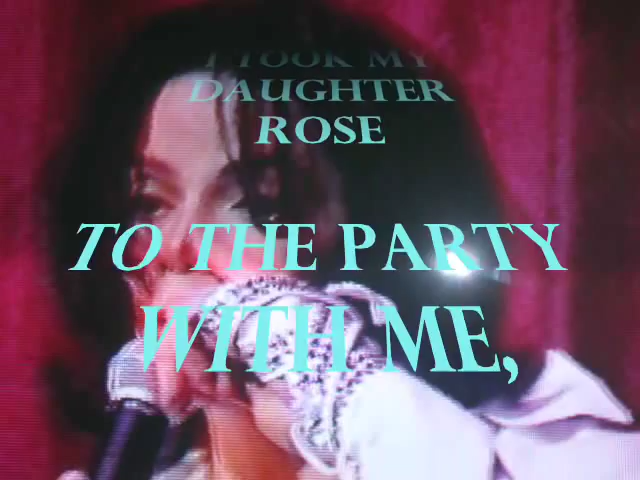 I TOOK MY
DAUGHTER
ROSE
TO THE PARTY
WITH ME,